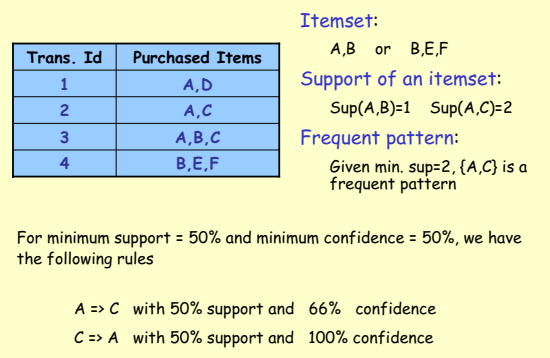 Itemset:
A,B or B,E,F
Trans. Id Purchased Items
1 A,D
2 A,C
3 A,B,C
4 B,E,F
Support of an itemset:
Sup(A,B)=1 Sup(A,C)=2
Frequent pattern:
Given min. sup=2, {A,C} is a
frequent pattern
For minimum support = 50% and minimum confidence = 50%, we have
the following rules
A => C with 50% support and 66% confidence
C => A with 50% support and 100% confidence